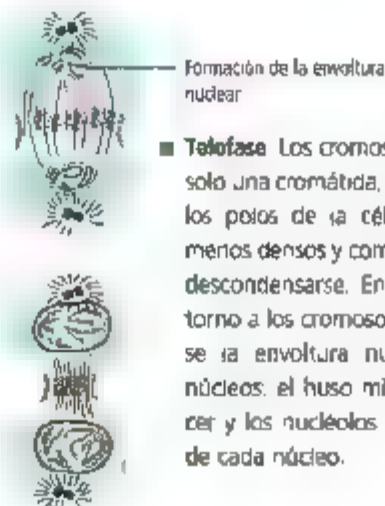 Formación de la envoltura
nuclear
Telofase Los cromos
solo una cromátida,
los polos de la cél
menos densos y com
descondensarse. En
torno a los cromoso
se la envoltura nu
núcleos. el huso mi
cer y los nucléolos
de cada núcleo.